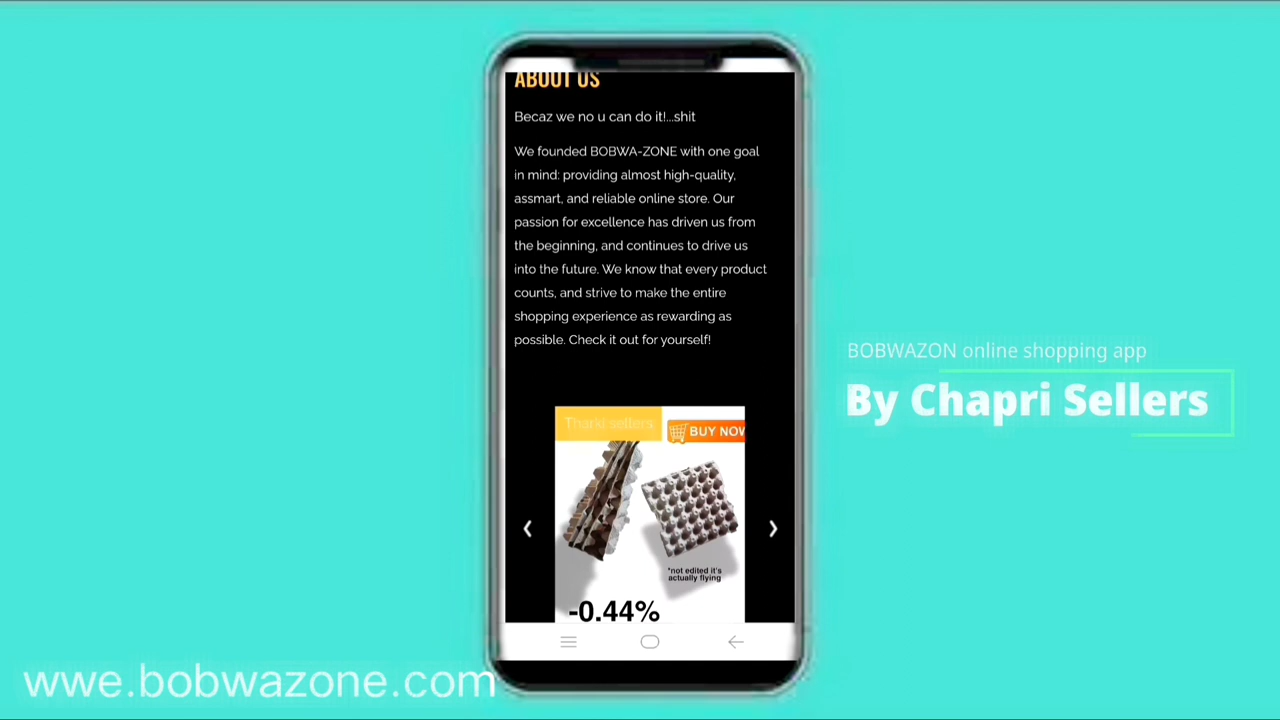 ABOUT US
Becaz we no u can do it!...shit
We founded BOBWA-ZONE with one goal
in mind: providing almost high-quality,
assmart, and reliable online store. Our
passion for excellence has driven us from
the beginning, and continues to drive us
into the future. We know that every product
counts, and strive to make the entire
shopping experience as rewarding as
possible. Check it out for yourself!
Tharki sellers
BUY NOW
*not edited it's
actually flying
-0.44%
BOBWAZON online shopping app
By Chapri Sellers
wwe.bobwazone.com